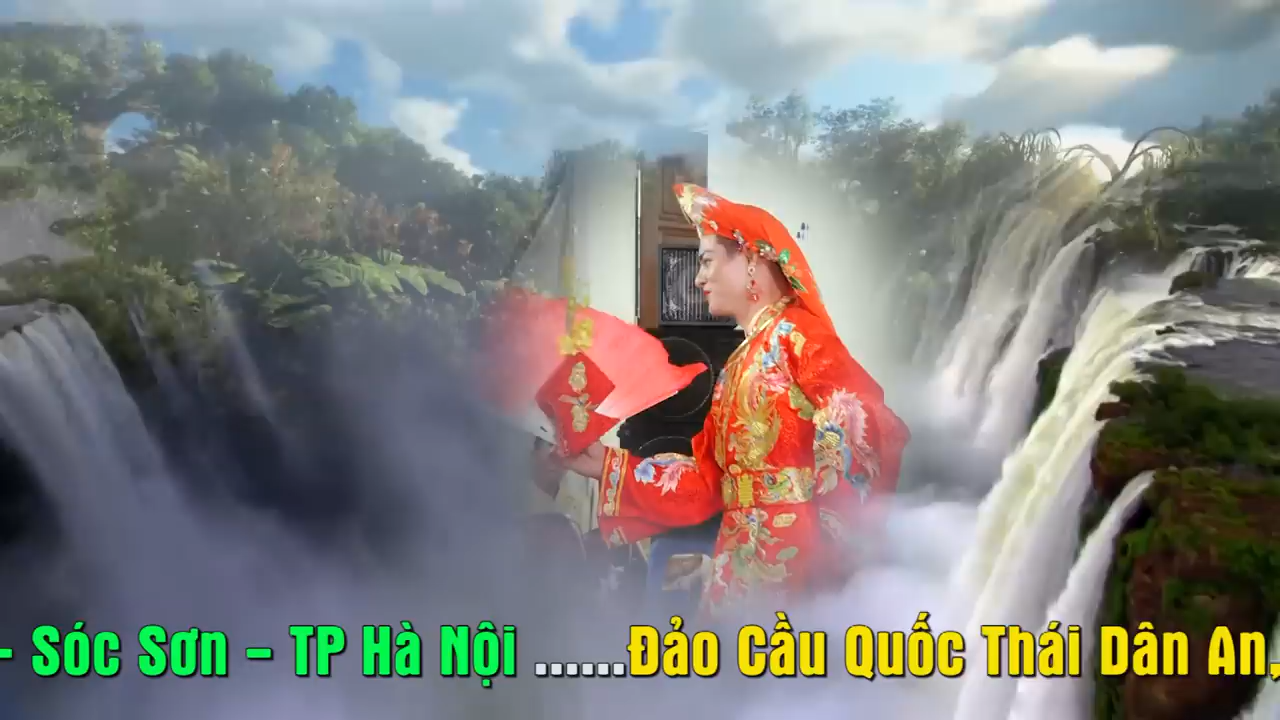 - Sóc Sơn - TP Hà Nội ......Đảo Cầu Quốc Thái Dân An,